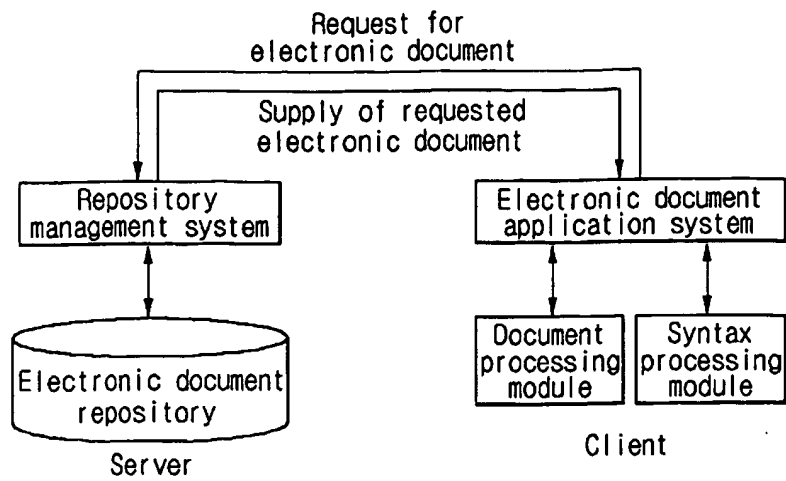 Request for
electronic document
Supply of requested
electronic document
Repository
management system
Electronic document
application system
Electronic document
repository
Document
processing
module
Syntax
processing
module
Server
Client